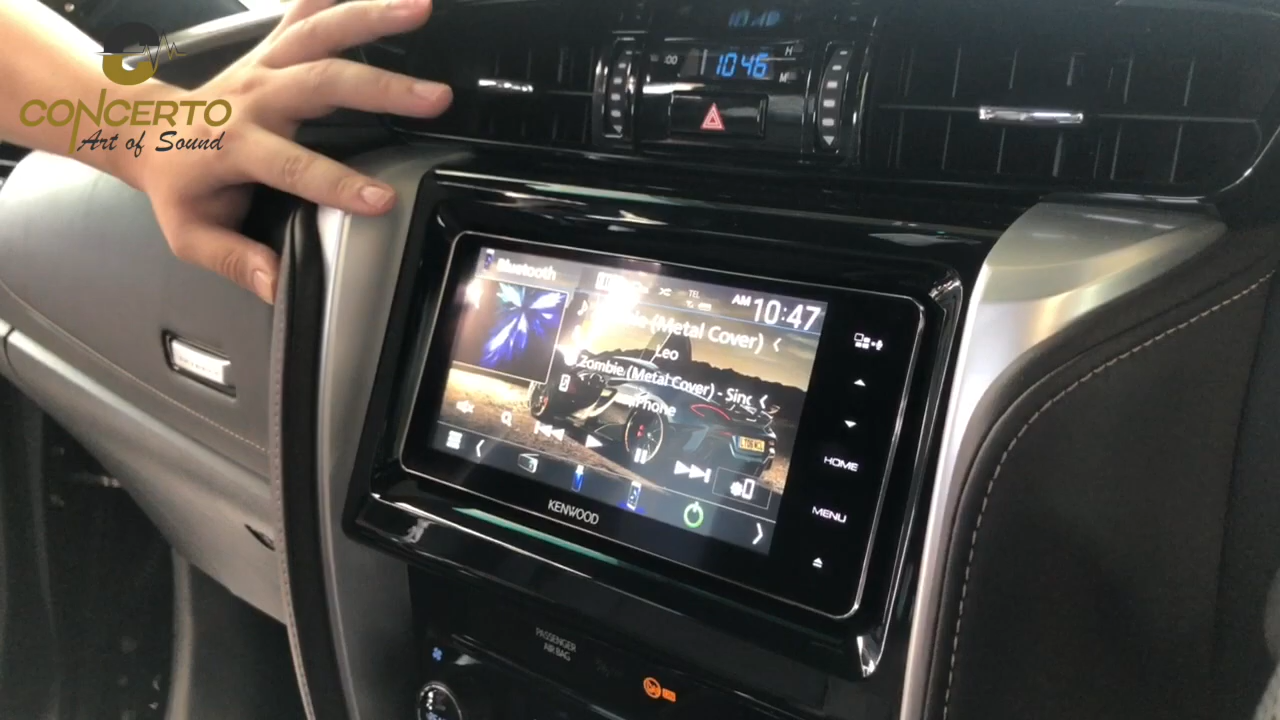 CONCERTO
Art of Sound
:00
H
10:46
M
Bluetooth
TEL
AM 10:47
(Metal Cover)
Leo
Zombie (Metal Cover) - Sinc
iPhone
KENWOOD
HOME
MENU
PASSENGER
AIR BAG